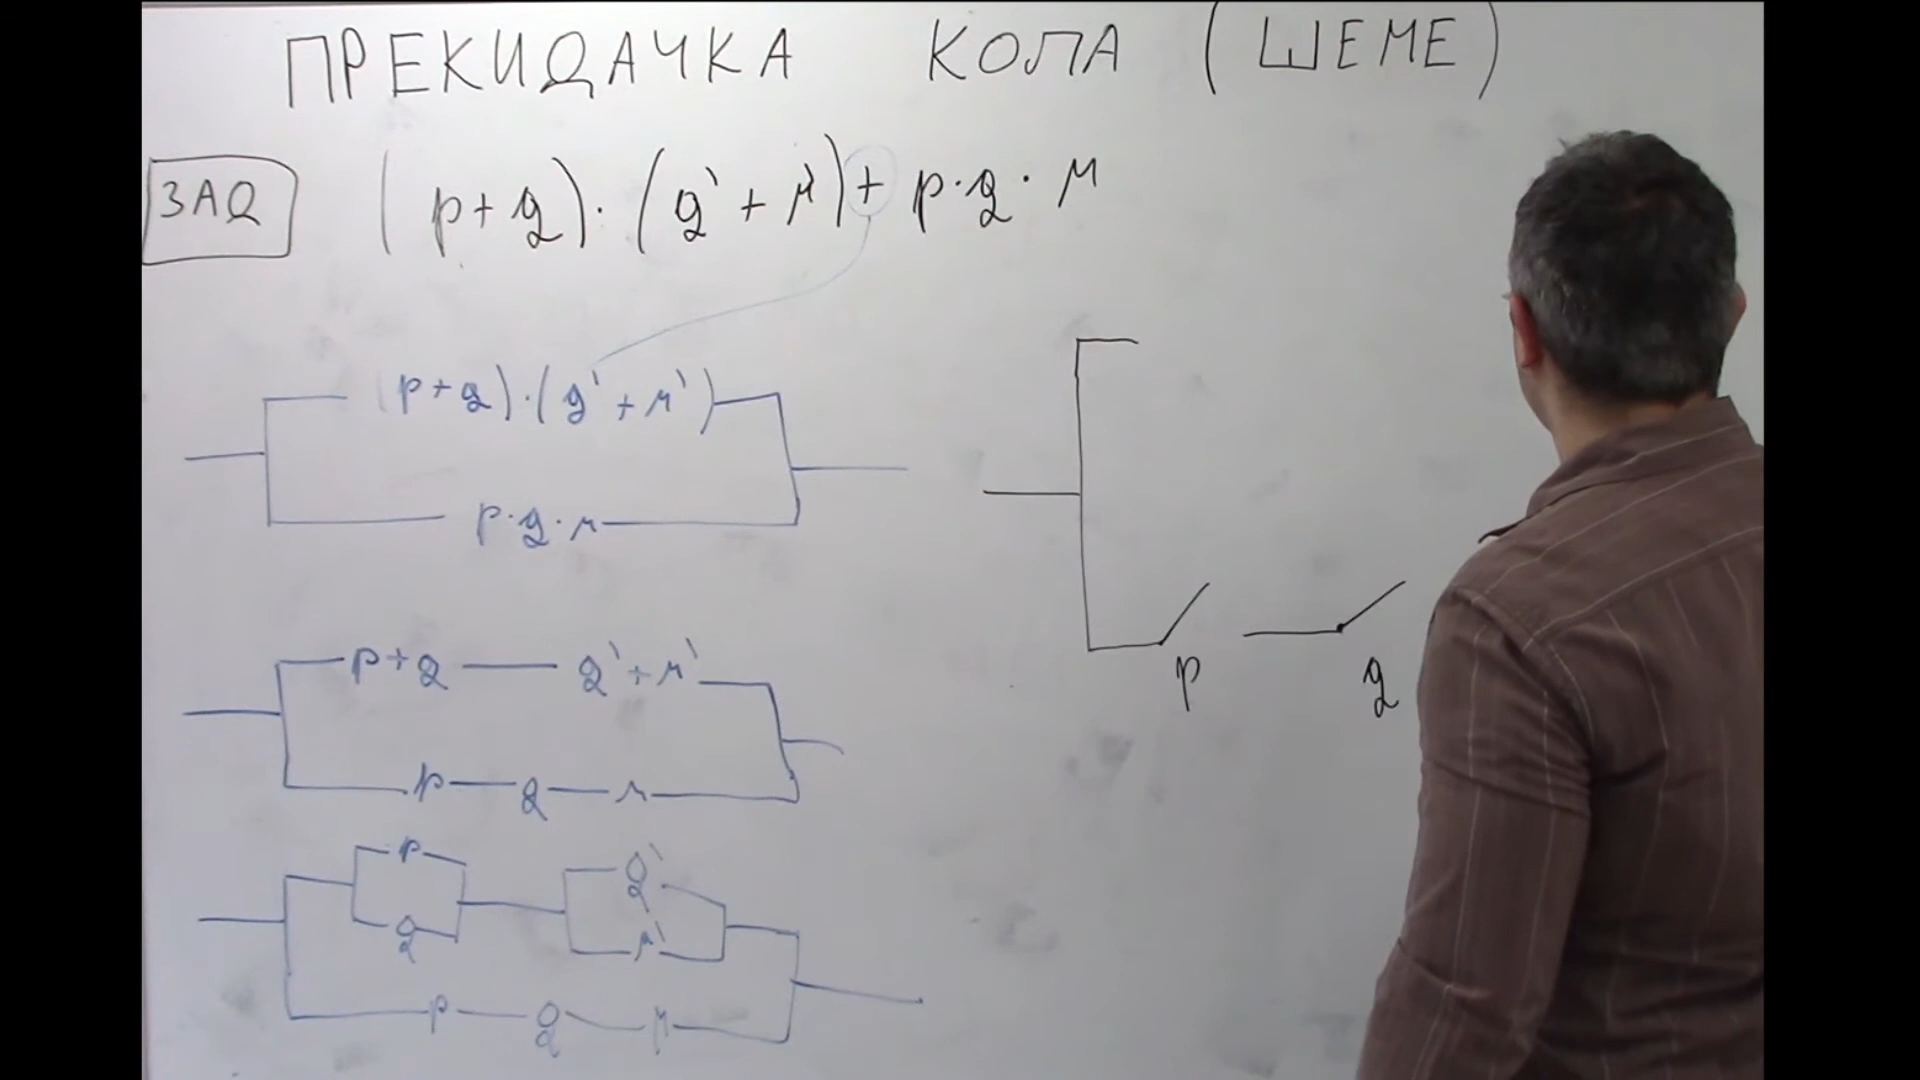 ПРЕКИДАЧКА КОЛА (ШЕМЕ)
ЗАД
(p+q)·(q'+r')+p·q·r
(p+q)·(q'+r')
p·q·r
p+q q'+r'
p q r
p q'
q r'
p q r
p q